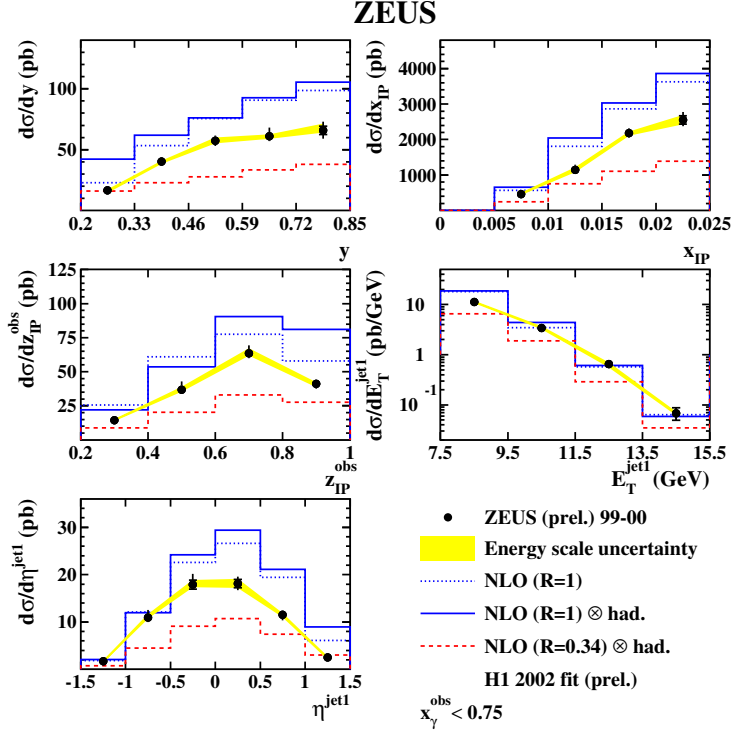 ZEUS
dσ/dy (pb)
100
50
0.2 0.33 0.46 0.59 0.72 0.85
y
dσ/dx_IP (pb)
4000
3000
2000
1000
0 0.005 0.01 0.015 0.02 0.025
x_IP
dσ/dz_IP^obs (pb)
125
100
75
50
25
0.2 0.4 0.6 0.8 1
z_IP^obs
dσ/dE_T^jet1 (pb/GeV)
10
1
10^-1
10^-2
7.5 9.5 11.5 13.5 15.5
E_T^jet1 (GeV)
dσ/dη^jet1 (pb)
30
20
10
-1.5 -1 -0.5 0 0.5 1 1.5
η^jet1
ZEUS (prel.) 99-00
Energy scale uncertainty
NLO (R=1)
NLO (R=1) ⊗ had.
NLO (R=0.34) ⊗ had.
H1 2002 fit (prel.)
x_γ^obs < 0.75